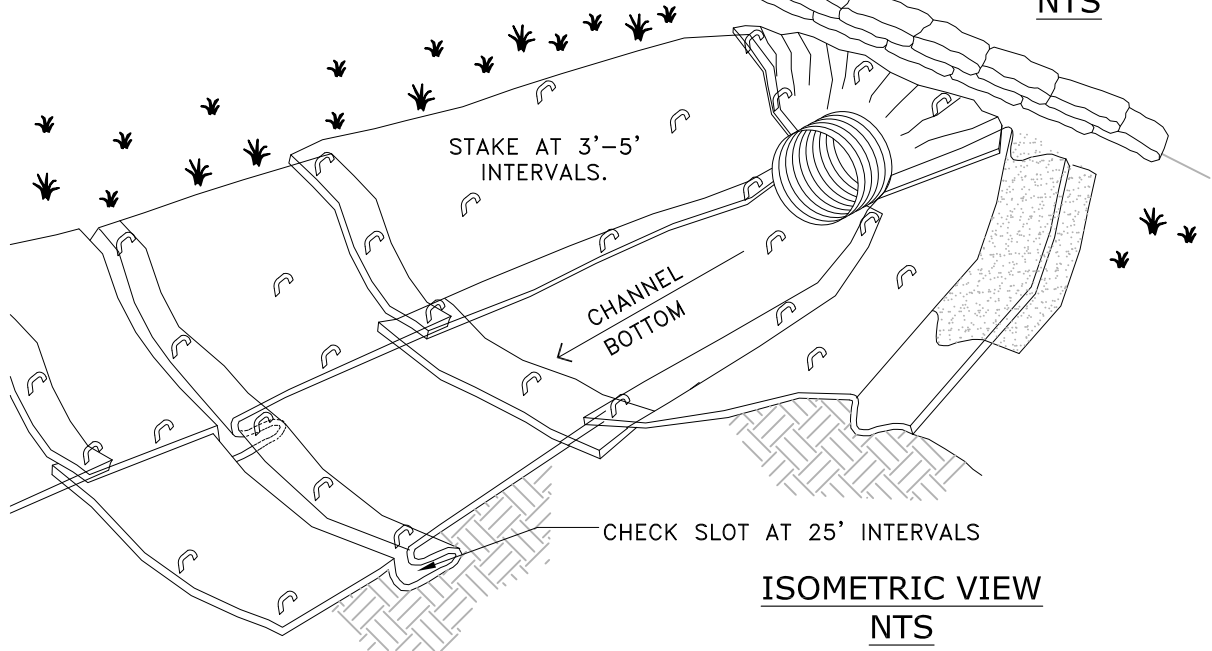 NTS
STAKE AT 3'-5'
INTERVALS.
CHANNEL
BOTTOM
CHECK SLOT AT 25' INTERVALS
ISOMETRIC VIEW
NTS